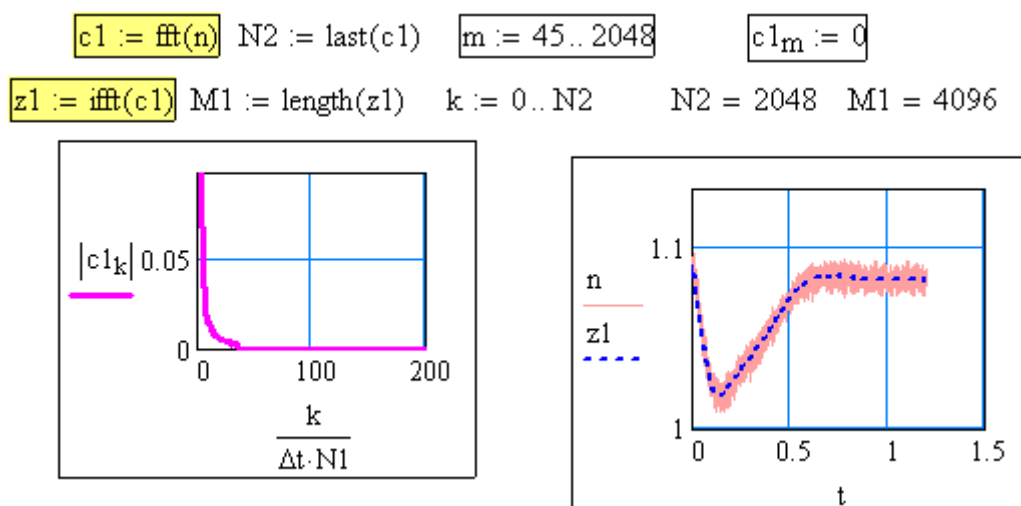 c1 := fft(n) N2 := last(c1) m := 45.. 2048 c1m := 0
z1 := ifft(c1) M1 := length(z1) k := 0.. N2 N2 = 2048 M1 = 4096
|c1k| 0.05
0
0 100 200
k
Δt·N1
1.1
n
z1
1
0 0.5 1 1.5
t